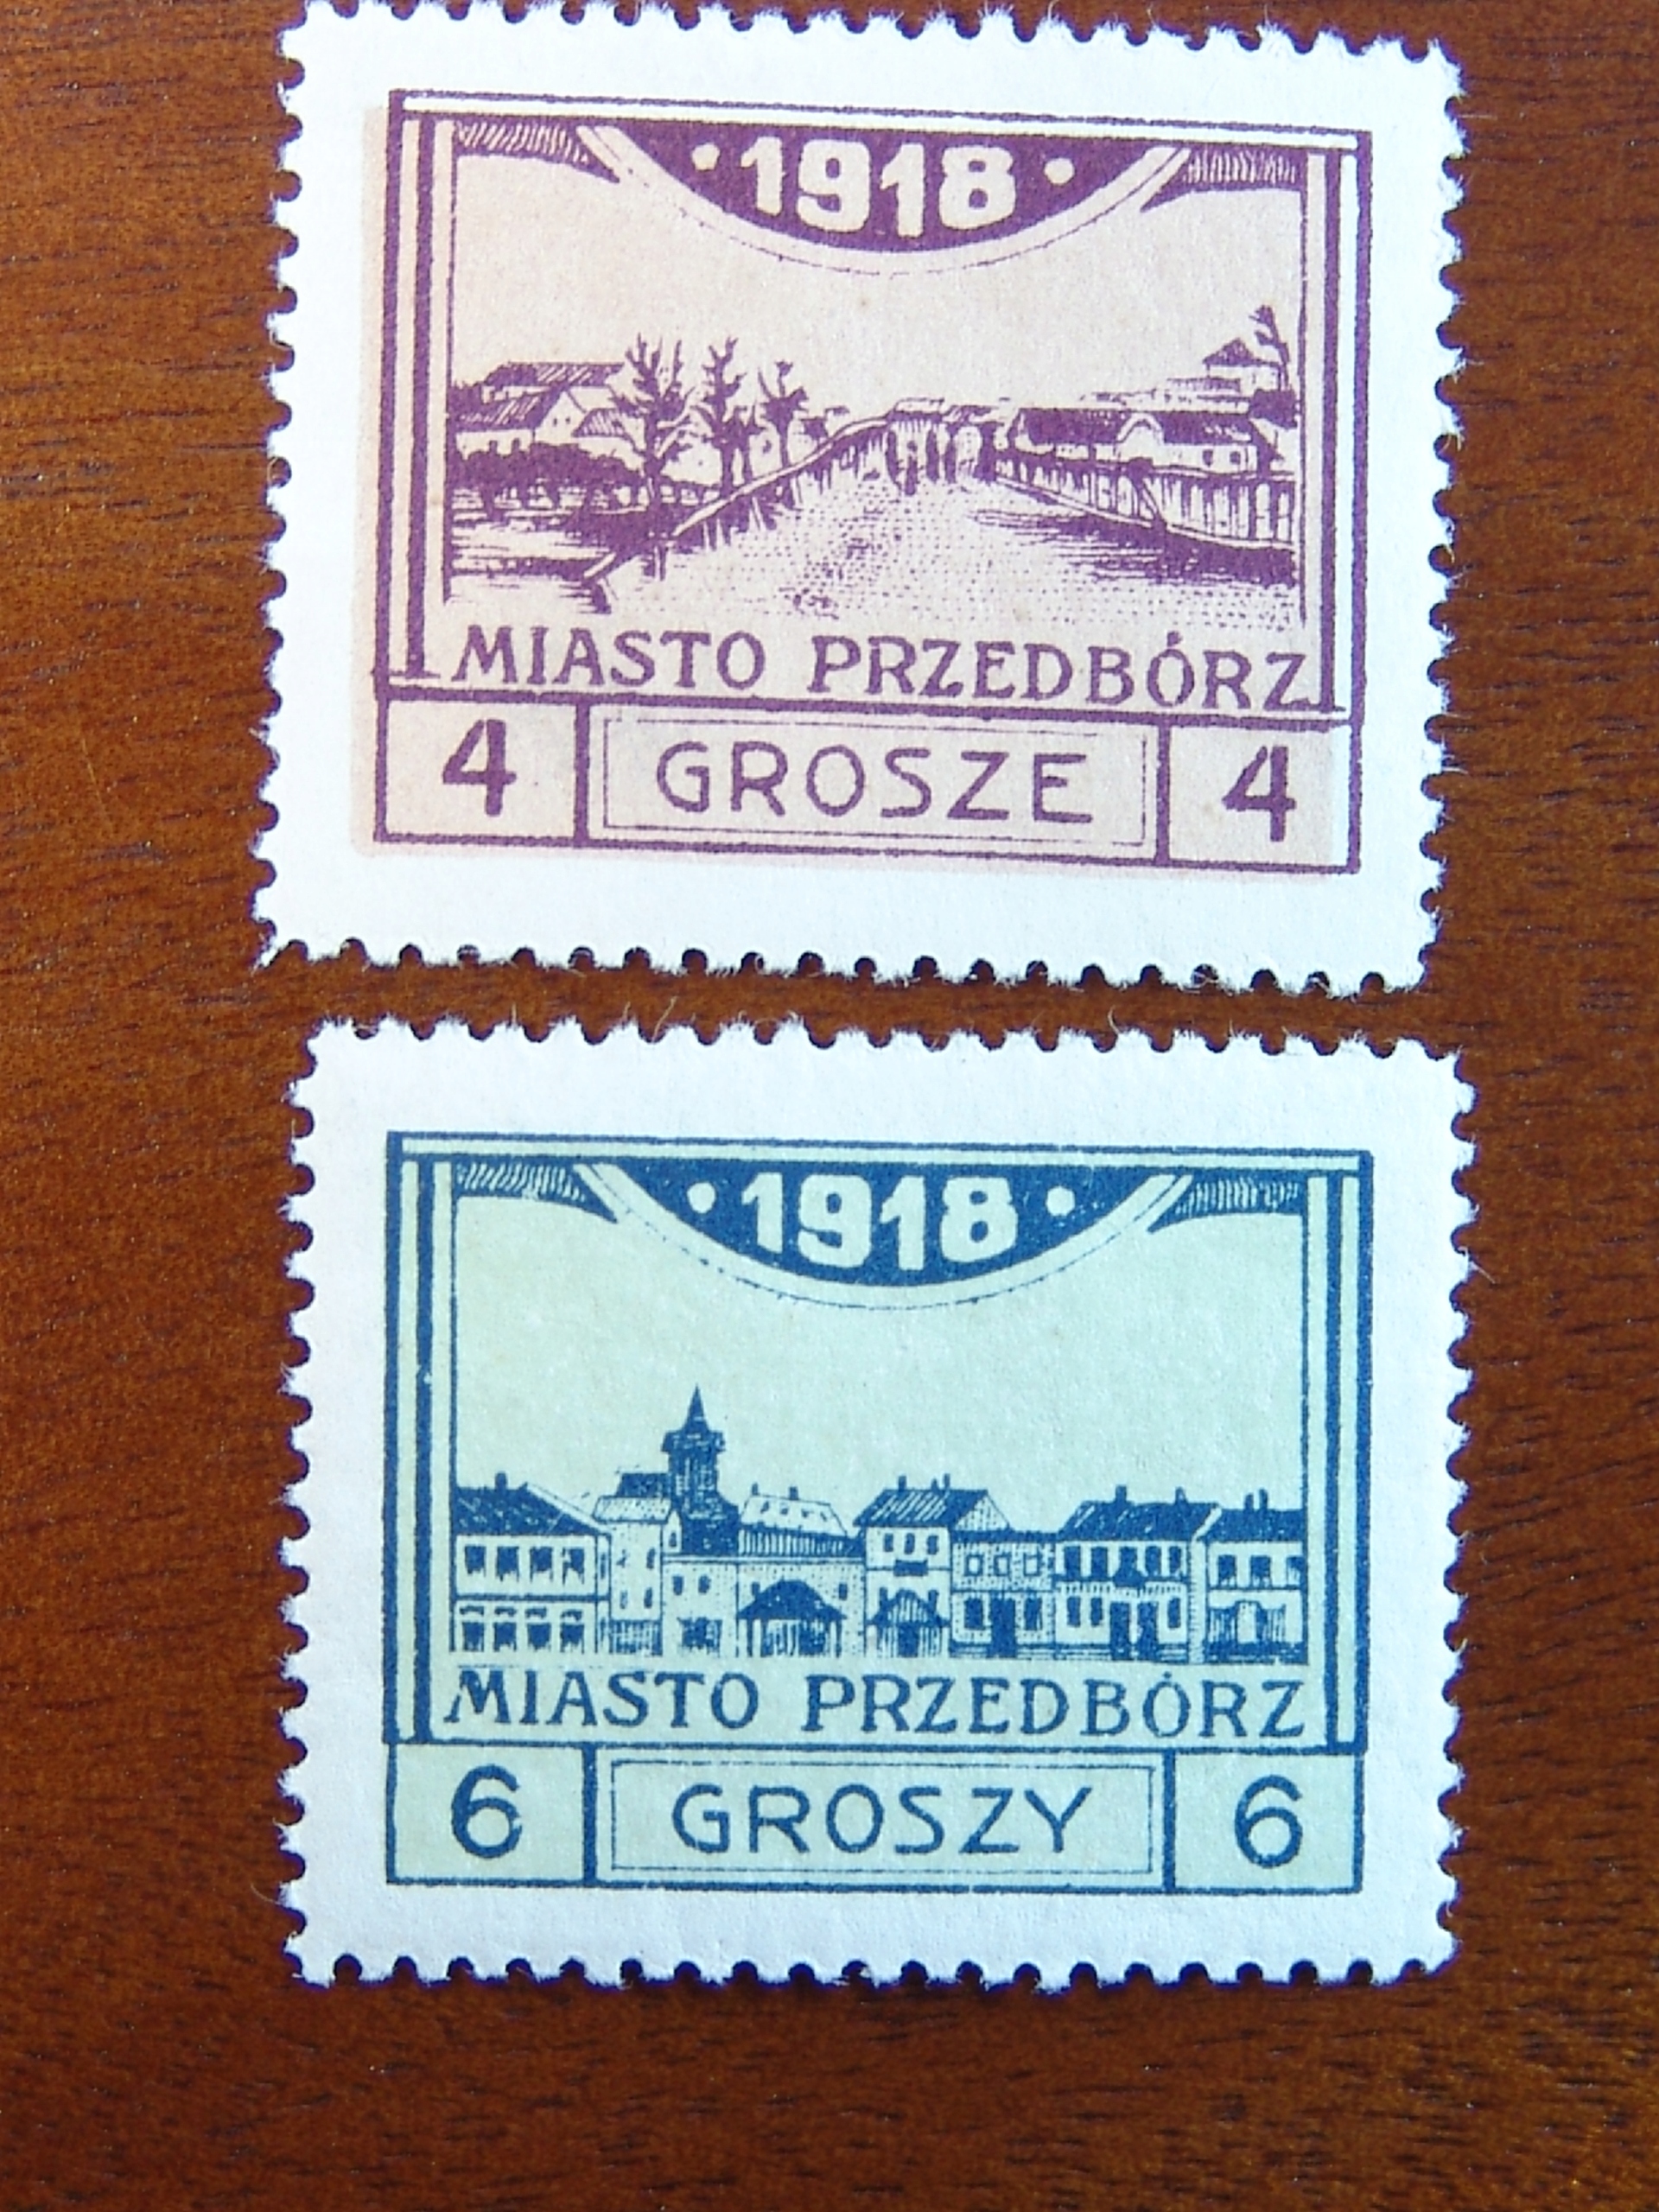 · 1918 ·
MIASTO PRZEDBÓRZ
4 GROSZE 4
· 1918 ·
MIASTO PRZEDBÓRZ
6 GROSZY 6